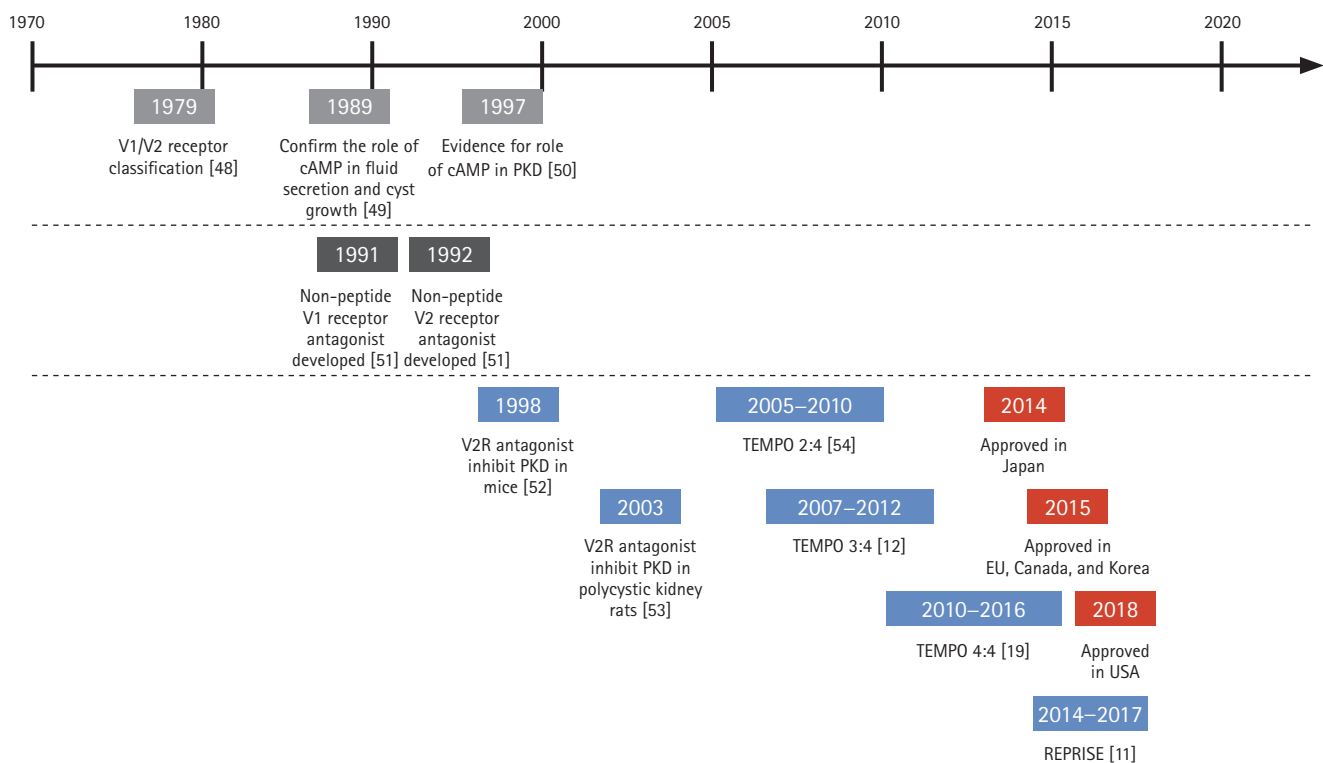 1970 1980 1990 2000 2005 2010 2015 2020
1979
V1/V2 receptor
classification [48]
1989
Confirm the role of
cAMP in fluid
secretion and cyst
growth [49]
1997
Evidence for role
of cAMP in PKD [50]
1991
Non-peptide
V1 receptor
antagonist
developed [51]
1992
Non-peptide
V2 receptor
antagonist
developed [51]
1998
V2R antagonist
inhibit PKD in
mice [52]
2005–2010
TEMPO 2:4 [54]
2014
Approved in
Japan
2003
V2R antagonist
inhibit PKD in
polycystic kidney
rats [53]
2007–2012
TEMPO 3:4 [12]
2015
Approved in
EU, Canada, and Korea
2010–2016
TEMPO 4:4 [19]
2018
Approved
in USA
2014–2017
REPRISE [11]